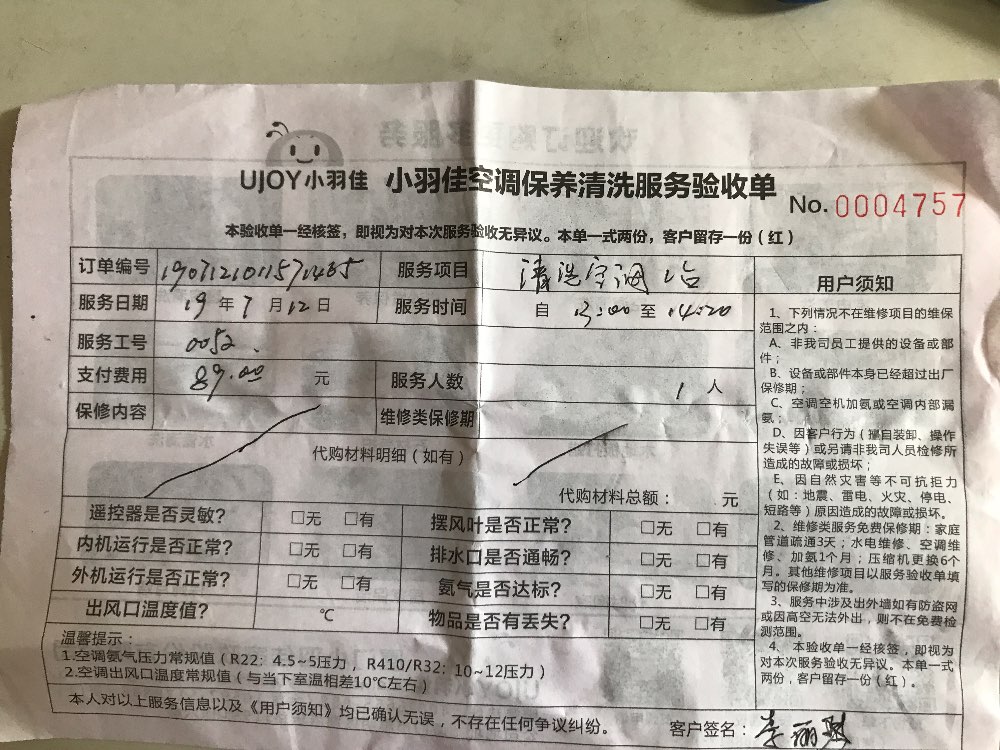 UJOY小羽佳 小羽佳空调保养清洗服务验收单
No. 0004757
本验收单一经核签，即视为对本次服务验收无异议。本单一式两份，客户留存一份（红）
订单编号 1907121011571465 服务项目 清洗空调1台
服务日期 19年7月12日 服务时间 自 13:00 至 14:20
服务工号 0052
支付费用 89.00 元 服务人数 1人
保修内容 维修类保修期
代购材料明细（如有）
代购材料总额： 元
遥控器是否灵敏？ □无 □有 摆风叶是否正常？ □无 □有
内机运行是否正常？ □无 □有 排水口是否通畅？ □无 □有
外机运行是否正常？ □无 □有 氨气是否达标？ □无 □有
出风口温度值？ ℃ 物品是否有丢失？ □无 □有
温馨提示：
1.空调氨气压力常规值（R22：4.5~5压力，R410/R32：10~12压力）
2.空调出风口温度常规值（与当下室温相差10℃左右）
本人对以上服务信息以及《用户须知》均已确认无误，不存在任何争议纠纷。 客户签名：
用户须知
1、下列情况不在维修项目的维保
范围之内：
A、非我司员工提供的设备或部
件；
B、设备或部件本身已经超过出厂
保修期；
C、空调空机加氨或空调内部漏
氨；
D、因客户行为（擅自装卸、操作
失误等）或另请非我司人员检修所
造成的故障或损坏；
E、因自然灾害等不可抗拒力
（如：地震、雷电、火灾、停电、
短路等）原因造成的故障或损坏。
2、维修类服务免费保修期：家庭
管道疏通3天；水电维修、空调维
修、加氨1个月；压缩机更换6个
月。其他维修项目以服务验收单填
写的保修期为准。
3、服务中涉及出外墙如有防盗网
或因高空无法外出，则不在免费检
测范围。
4、本验收单一经核签，即视为
对本次服务验收无异议。本单一式
两份，客户留存一份（红）。